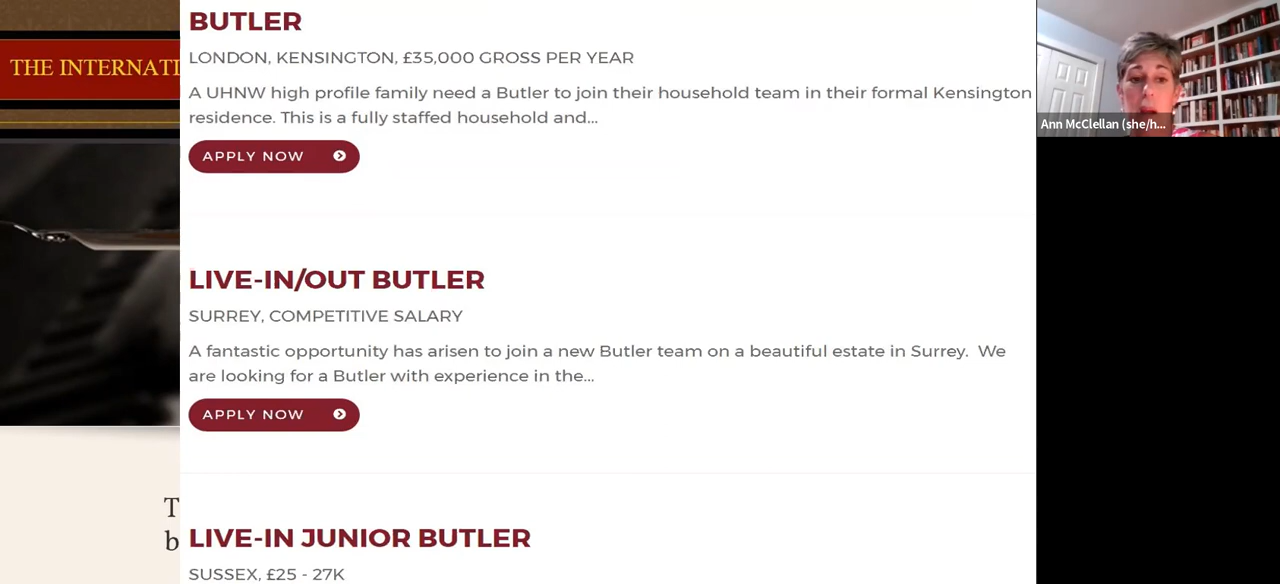 THE INTERNATI
T
b
BUTLER
LONDON, KENSINGTON, £35,000 GROSS PER YEAR
A UHNW high profile family need a Butler to join their household team in their formal Kensington
residence. This is a fully staffed household and...
APPLY NOW
LIVE-IN/OUT BUTLER
SURREY, COMPETITIVE SALARY
A fantastic opportunity has arisen to join a new Butler team on a beautiful estate in Surrey. We
are looking for a Butler with experience in the...
APPLY NOW
LIVE-IN JUNIOR BUTLER
SUSSEX, £25 - 27K
Ann McClellan (she/h...